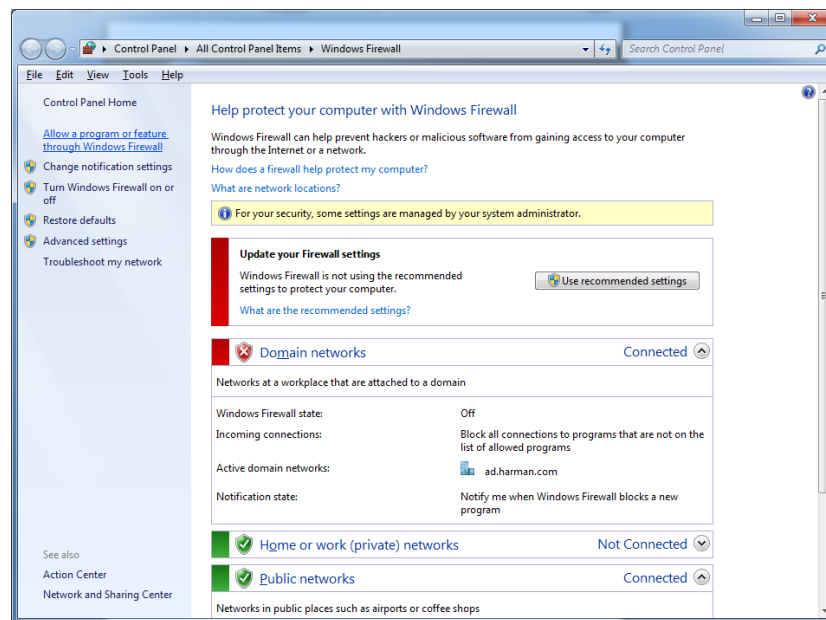 Control Panel ▸ All Control Panel Items ▸ Windows Firewall
Search Control Panel
File Edit View Tools Help
Control Panel Home
Allow a program or feature
through Windows Firewall
Change notification settings
Turn Windows Firewall on or
off
Restore defaults
Advanced settings
Troubleshoot my network
See also
Action Center
Network and Sharing Center
Help protect your computer with Windows Firewall
Windows Firewall can help prevent hackers or malicious software from gaining access to your computer
through the Internet or a network.
How does a firewall help protect my computer?
What are network locations?
For your security, some settings are managed by your system administrator.
Update your Firewall settings
Windows Firewall is not using the recommended
settings to protect your computer.
Use recommended settings
What are the recommended settings?
Domain networks Connected
Networks at a workplace that are attached to a domain
Windows Firewall state: Off
Incoming connections: Block all connections to programs that are not on the
list of allowed programs
Active domain networks: ad.harman.com
Notification state: Notify me when Windows Firewall blocks a new
program
Home or work (private) networks Not Connected
Public networks Connected
Networks in public places such as airports or coffee shops